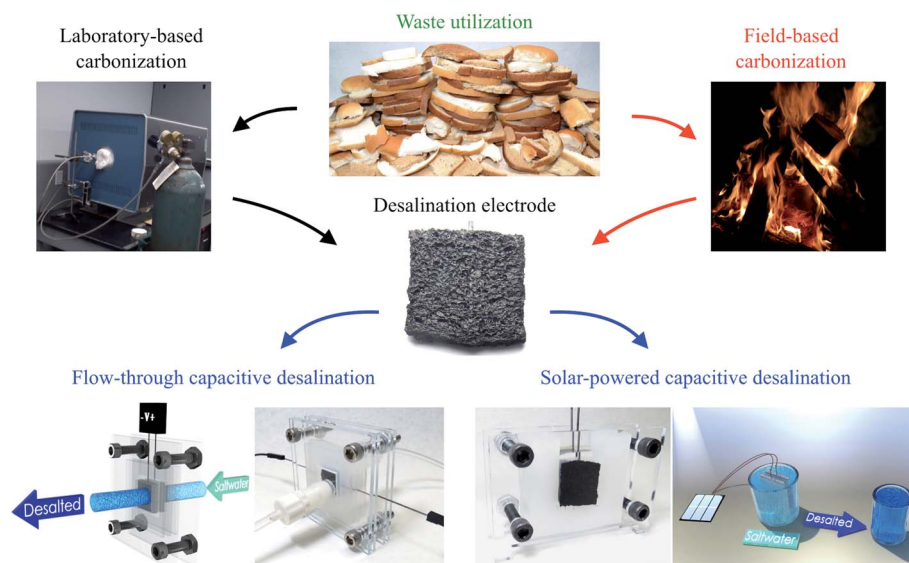 Waste utilization
Laboratory-based
carbonization
Field-based
carbonization
Desalination electrode
Flow-through capacitive desalination
Solar-powered capacitive desalination
-V+
Saltwater
Desalted
Desalted
Saltwater